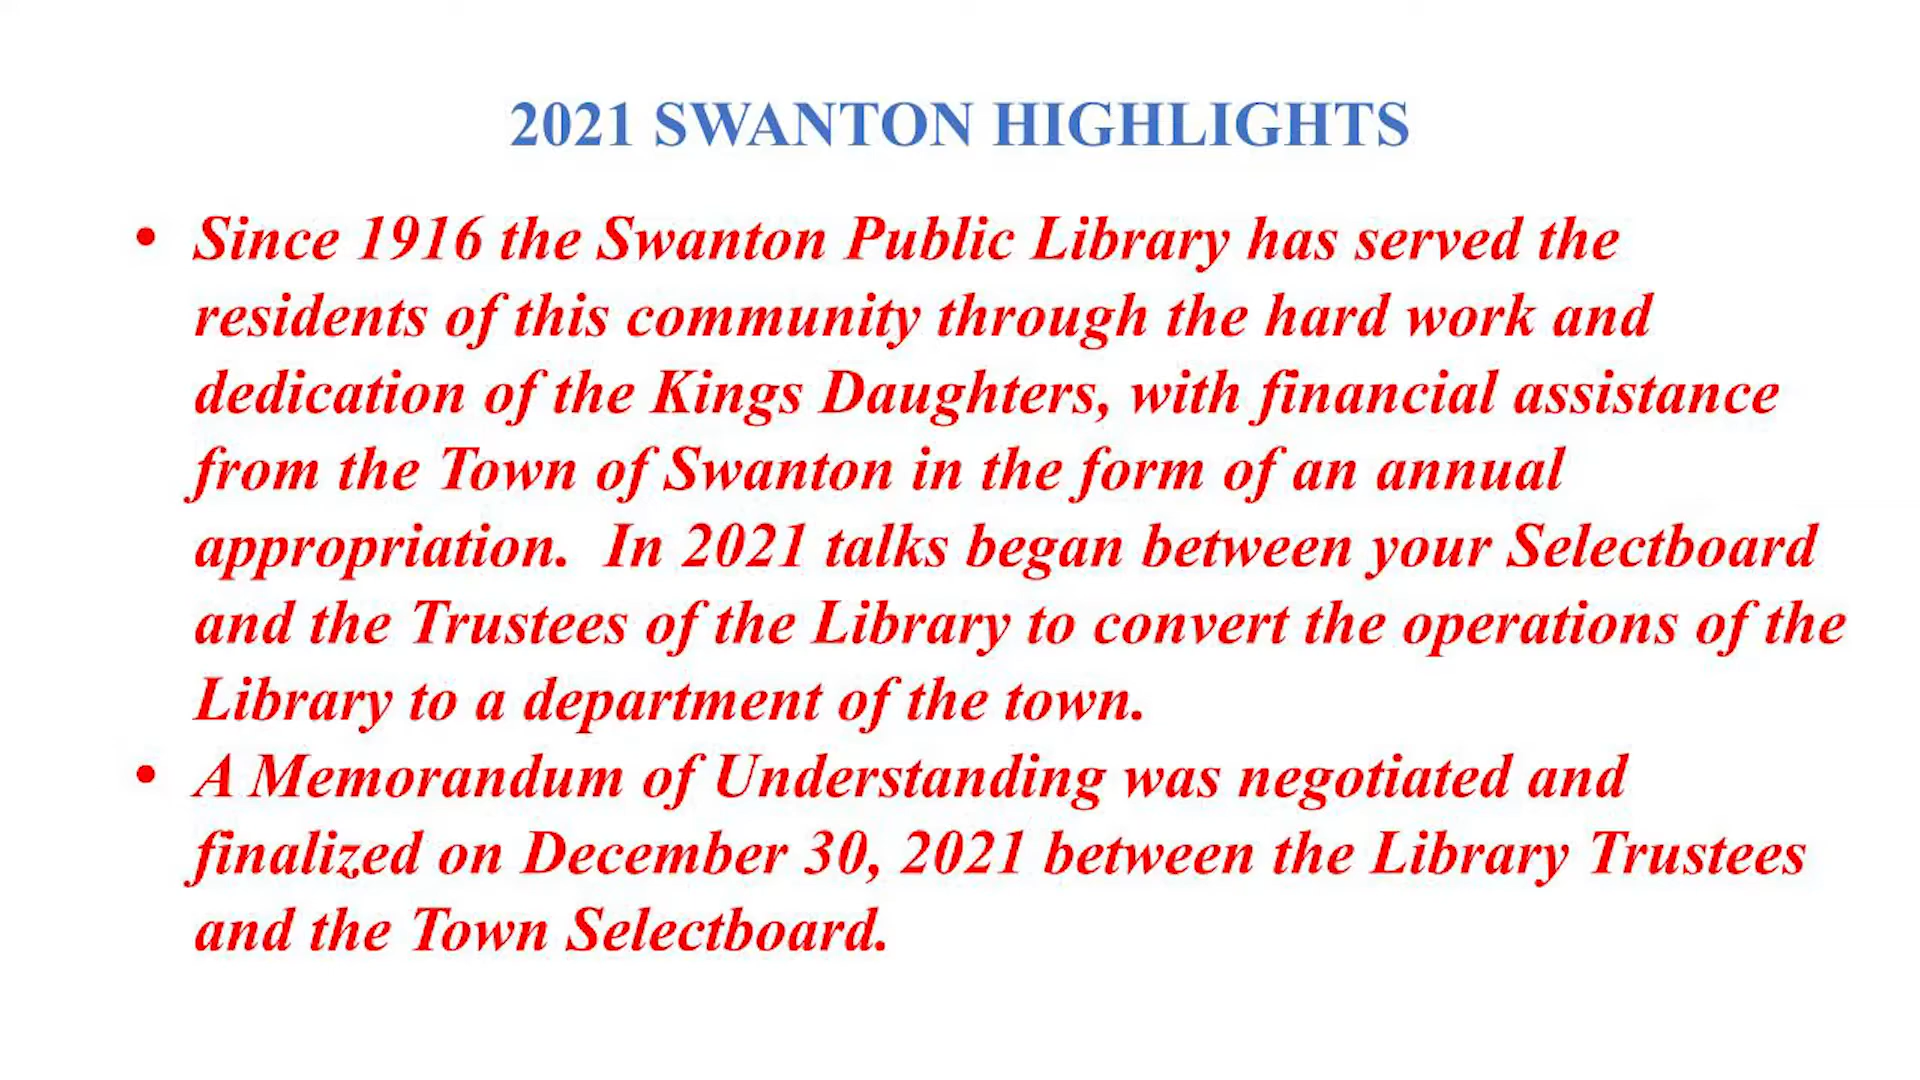 2021 SWANTON HIGHLIGHTS
• Since 1916 the Swanton Public Library has served the
residents of this community through the hard work and
dedication of the Kings Daughters, with financial assistance
from the Town of Swanton in the form of an annual
appropriation.  In 2021 talks began between your Selectboard
and the Trustees of the Library to convert the operations of the
Library to a department of the town.
• A Memorandum of Understanding was negotiated and
finalized on December 30, 2021 between the Library Trustees
and the Town Selectboard.